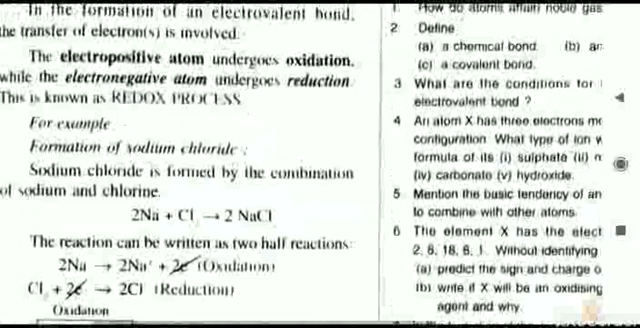 In the formation of an electrovalent bond,
the transfer of electron(s) is involved.
The electropositive atom undergoes oxidation,
while the electronegative atom undergoes reduction.
This is known as REDOX PROCESS
For example
Formation of sodium chloride :
Sodium chloride is formed by the combination
of sodium and chlorine.
2Na + Cl₂ → 2 NaCl
The reaction can be written as two half reactions:
2Na → 2Na⁺ + 2e⁻ (Oxidation)
Cl₂ + 2e⁻ → 2Cl⁻ (Reduction)
Oxidation
1. How do atoms attain noble gas
2 Define
(a) a chemical bond (b) an
(c) a covalent bond.
3 What are the conditions for
electrovalent bond ?
4 An atom X has three electrons
configuration What type of ion
formula of its (i) sulphate (ii) n
(iv) carbonate (v) hydroxide.
5 Mention the basic tendency of an
to combine with other atoms
6 The element X has the elect
2, 8, 18, 8, 1. Without identifying
(a) predict the sign and charge o
(b) write if X will be an oxidising
agent and why